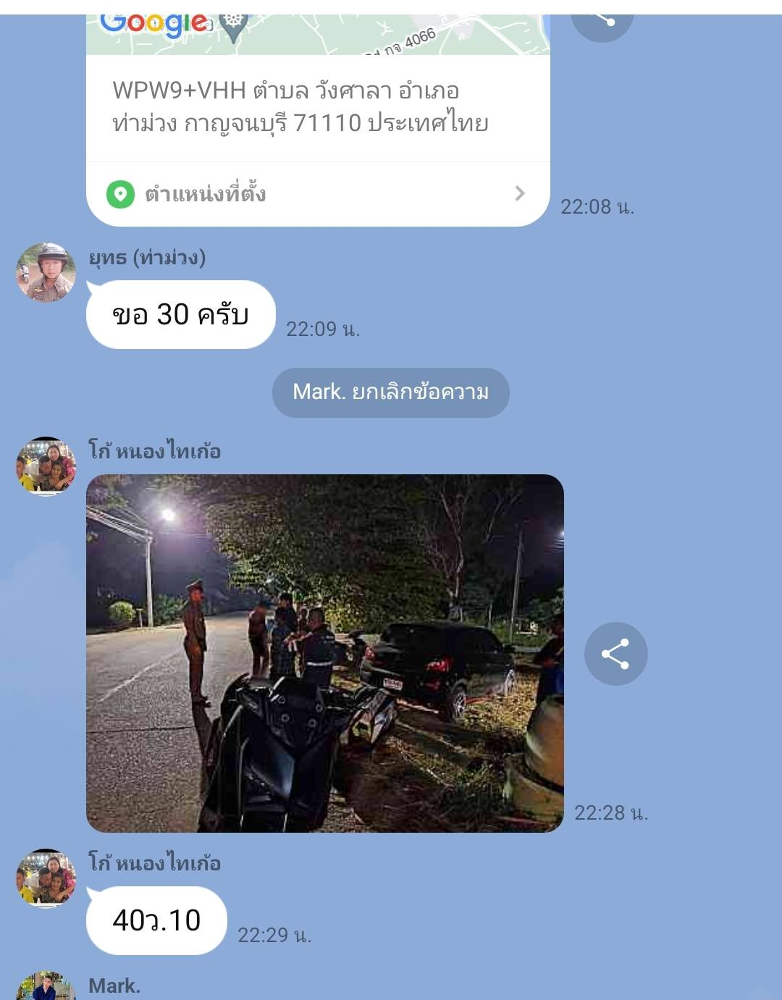 Google
ถนน กจ 4066
WPW9+VHH ตำบล วังศาลา อำเภอ
ท่าม่วง กาญจนบุรี 71110 ประเทศไทย
ตำแหน่งที่ตั้ง
22:08 น.
ยุทธ (ท่าม่วง)
ขอ 30 ครับ
22:09 น.
Mark. ยกเลิกข้อความ
โก้ หนองไทเก้อ
22:28 น.
โก้ หนองไทเก้อ
40ว.10
22:29 น.
Mark.